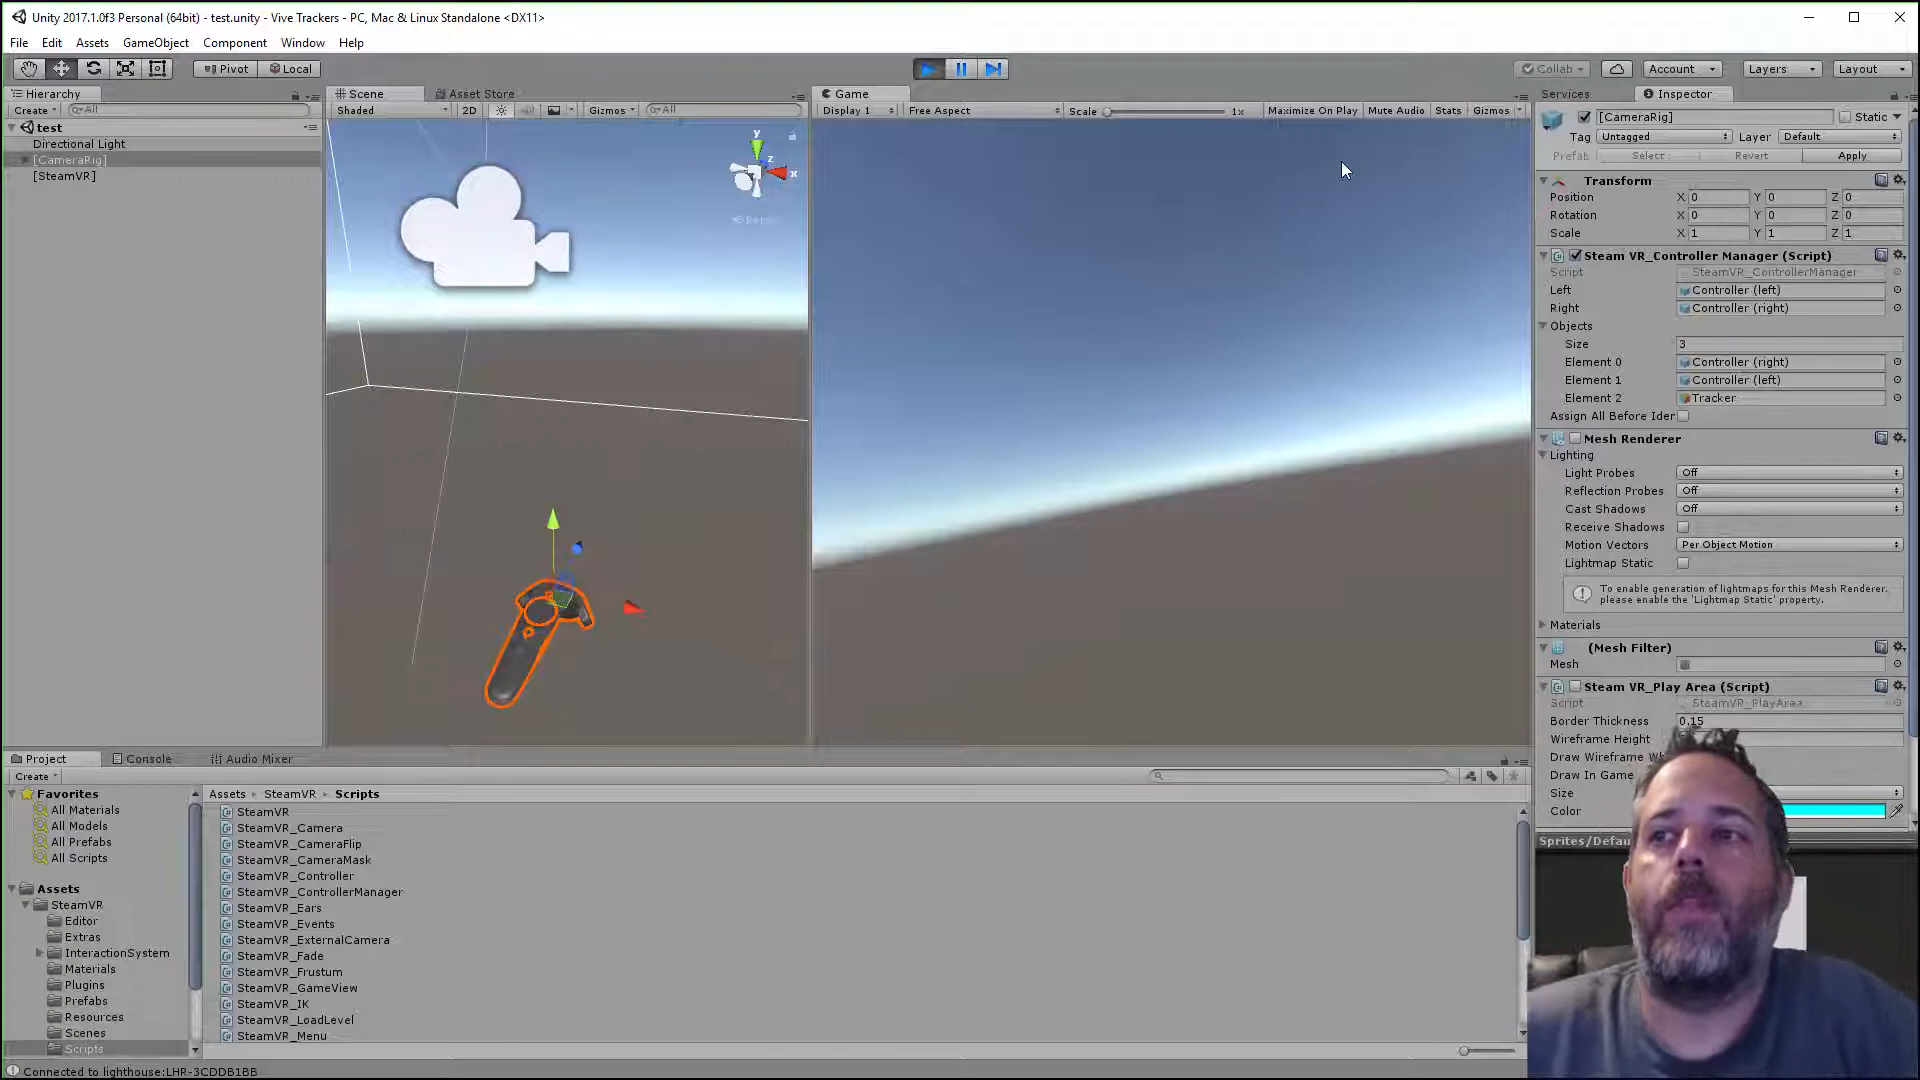 Unity 2017.1.0f3 Personal (64bit) - test.unity - Vive Trackers - PC, Mac & Linux Standalone <DX11>
File Edit Assets GameObject Component Window Help
Pivot Local Collab Account Layers Layout
Hierarchy Scene Asset Store Game Services Inspector
Create All Shaded 2D Gizmos All Display 1 Free Aspect Scale 1x Maximize On Play Mute Audio Stats Gizmos
test
Directional Light
[CameraRig]
[SteamVR]
y
z
x
[CameraRig] Static
Tag Untagged Layer Default
Prefab Select Revert Apply
Transform
Position X 0 Y 0 Z 0
Rotation X 0 Y 0 Z 0
Scale X 1 Y 1 Z 1
Steam VR_Controller Manager (Script)
Script SteamVR_ControllerManager
Left Controller (left)
Right Controller (right)
Objects
Size 3
Element 0 Controller (right)
Element 1 Controller (left)
Element 2 Tracker
Assign All Before Ider
Mesh Renderer
Lighting
Light Probes Off
Reflection Probes Off
Cast Shadows Off
Receive Shadows
Motion Vectors Per Object Motion
Lightmap Static
To enable generation of lightmaps for this Mesh Renderer, please enable the 'Lightmap Static' property.
Materials
(Mesh Filter)
Mesh
Steam VR_Play Area (Script)
Script SteamVR_PlayArea
Border Thickness 0.15
Wireframe Height
Draw Wireframe Wh
Draw In Game
Size
Color
Sprites/Defau
Project Console Audio Mixer
Create
Favorites
All Materials
All Models
All Prefabs
All Scripts
Assets
SteamVR
Editor
Extras
InteractionSystem
Materials
Plugins
Prefabs
Resources
Scenes
Scripts
Assets SteamVR Scripts
SteamVR
SteamVR_Camera
SteamVR_CameraFlip
SteamVR_CameraMask
SteamVR_Controller
SteamVR_ControllerManager
SteamVR_Ears
SteamVR_Events
SteamVR_ExternalCamera
SteamVR_Fade
SteamVR_Frustum
SteamVR_GameView
SteamVR_IK
SteamVR_LoadLevel
SteamVR_Menu
Connected to lighthouse:LHR-3CDDB1BB